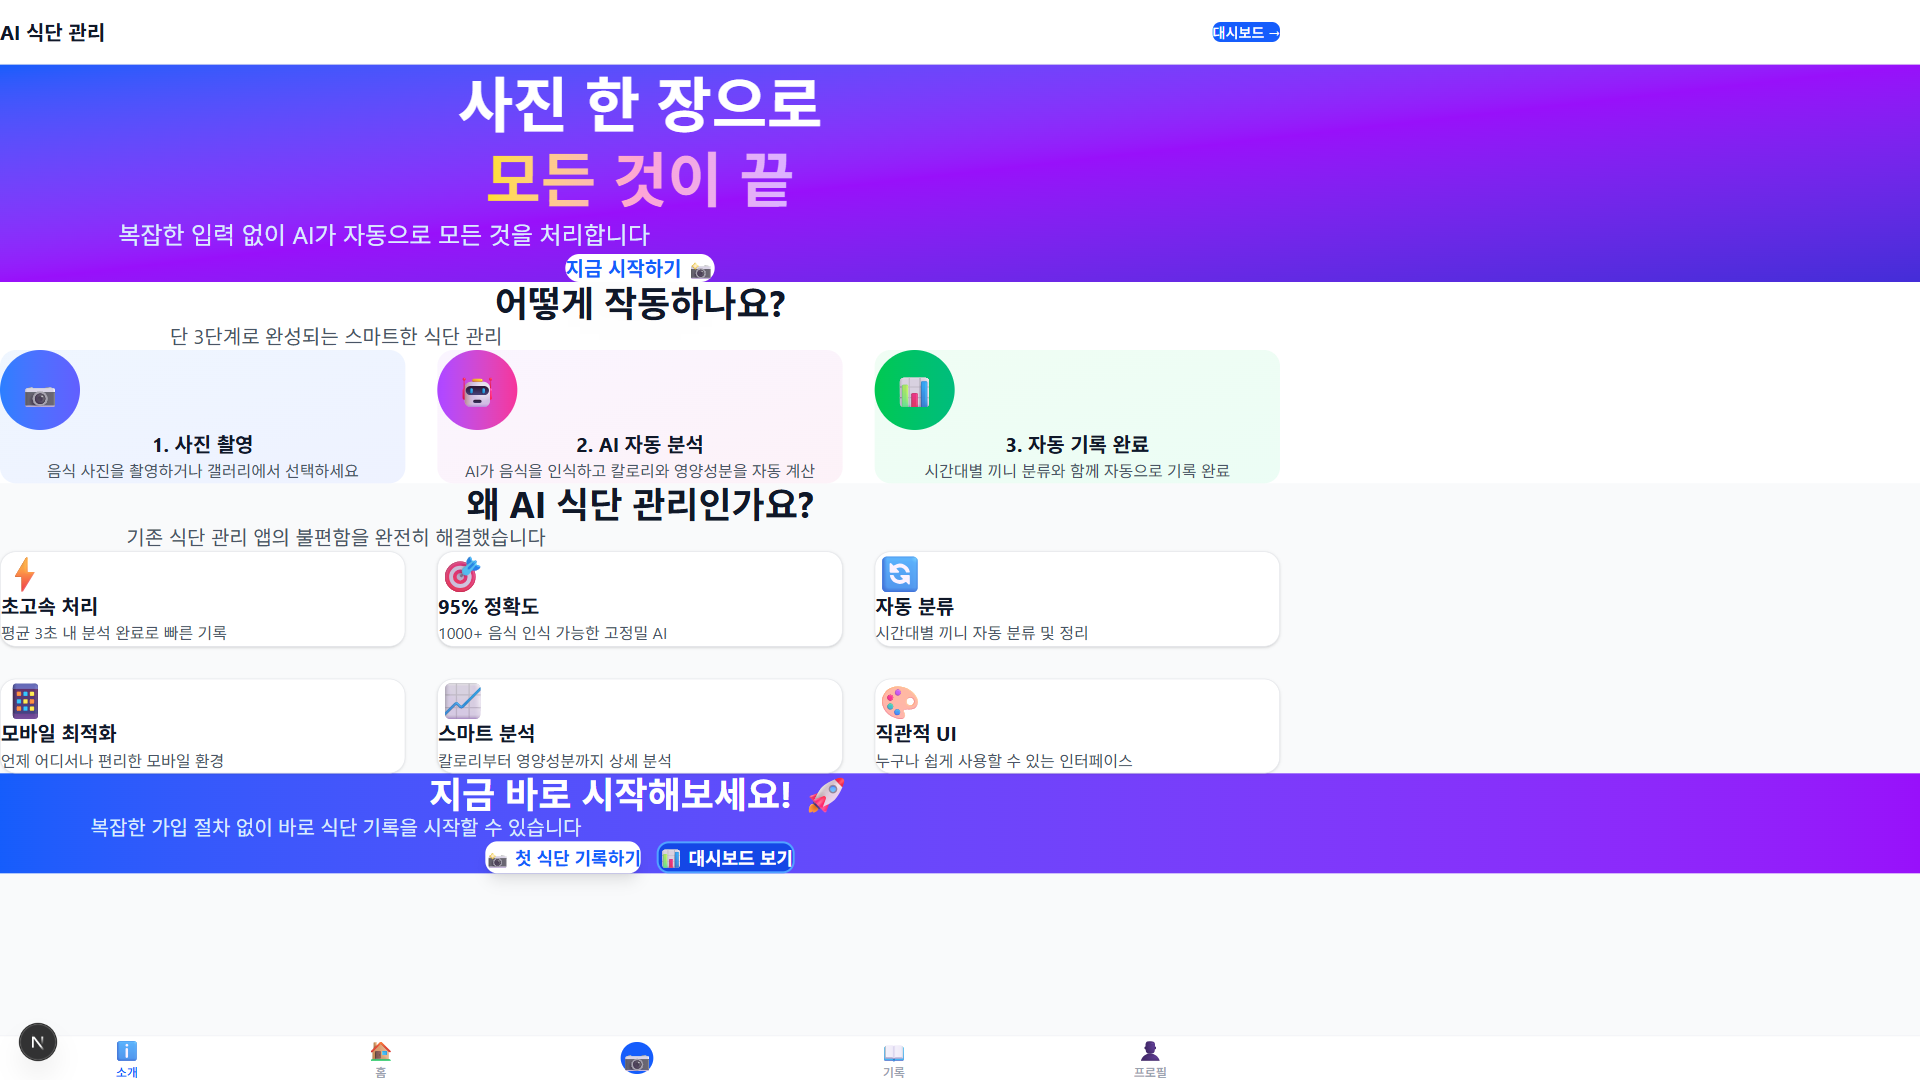 AI 식단 관리
대시보드 →
사진 한 장으로
모든 것이 끝
복잡한 입력 없이 AI가 자동으로 모든 것을 처리합니다
지금 시작하기 📸
어떻게 작동하나요?
단 3단계로 완성되는 스마트한 식단 관리
1. 사진 촬영
음식 사진을 촬영하거나 갤러리에서 선택하세요
2. AI 자동 분석
AI가 음식을 인식하고 칼로리와 영양성분을 자동 계산
3. 자동 기록 완료
시간대별 끼니 분류와 함께 자동으로 기록 완료
왜 AI 식단 관리인가요?
기존 식단 관리 앱의 불편함을 완전히 해결했습니다
초고속 처리
평균 3초 내 분석 완료로 빠른 기록
95% 정확도
1000+ 음식 인식 가능한 고정밀 AI
자동 분류
시간대별 끼니 자동 분류 및 정리
모바일 최적화
언제 어디서나 편리한 모바일 환경
스마트 분석
칼로리부터 영양성분까지 상세 분석
직관적 UI
누구나 쉽게 사용할 수 있는 인터페이스
지금 바로 시작해보세요! 🚀
복잡한 가입 절차 없이 바로 식단 기록을 시작할 수 있습니다
📸 첫 식단 기록하기
📊 대시보드 보기
N
소개
홈
기록
프로필